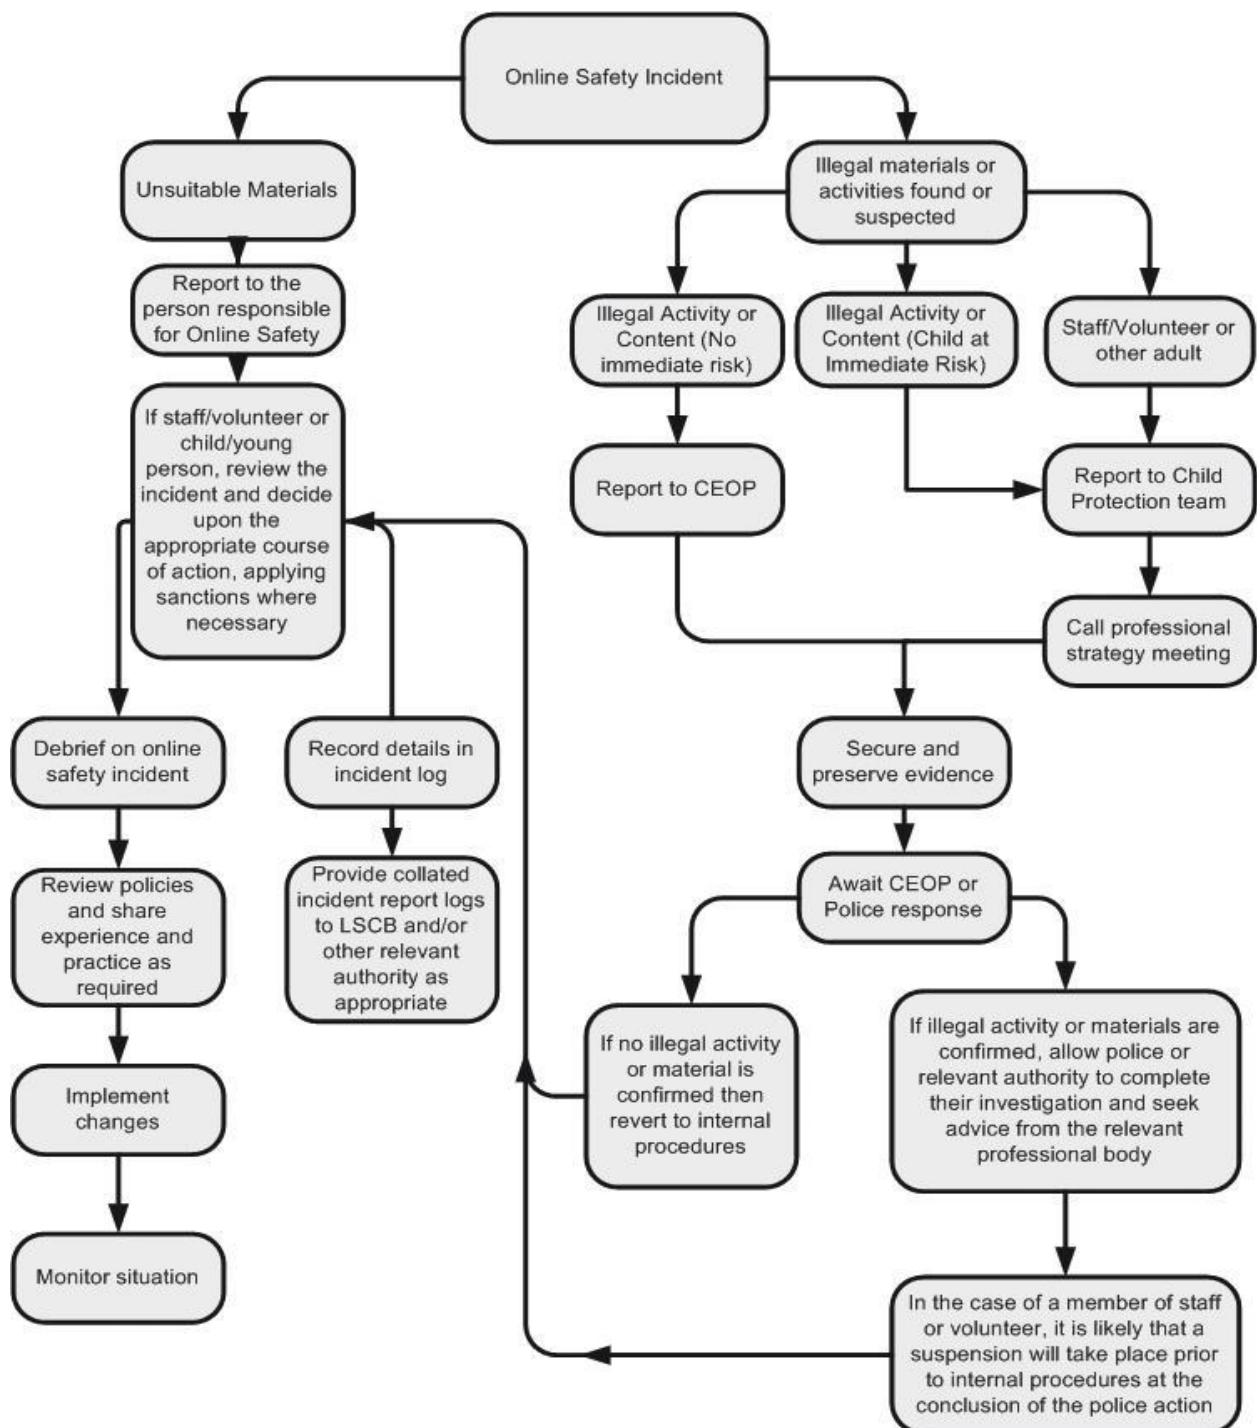 Online Safety Incident
Unsuitable Materials
Illegal materials or
activities found or
suspected
Report to the
person responsible
for Online Safety
Illegal Activity or
Content (No
immediate risk)
Illegal Activity or
Content (Child at
Immediate Risk)
Staff/Volunteer or
other adult
If staff/volunteer or
child/young
person, review the
incident and decide
upon the
appropriate course
of action, applying
sanctions where
necessary
Report to CEOP
Report to Child
Protection team
Call professional
strategy meeting
Debrief on online
safety incident
Record details in
incident log
Secure and
preserve evidence
Review policies
and share
experience and
practice as
required
Provide collated
incident report logs
to LSCB and/or
other relevant
authority as
appropriate
Await CEOP or
Police response
If no illegal activity
or material is
confirmed then
revert to internal
procedures
If illegal activity or materials are
confirmed, allow police or
relevant authority to complete
their investigation and seek
advice from the relevant
professional body
Implement
changes
Monitor situation
In the case of a member of staff
or volunteer, it is likely that a
suspension will take place prior
to internal procedures at the
conclusion of the police action